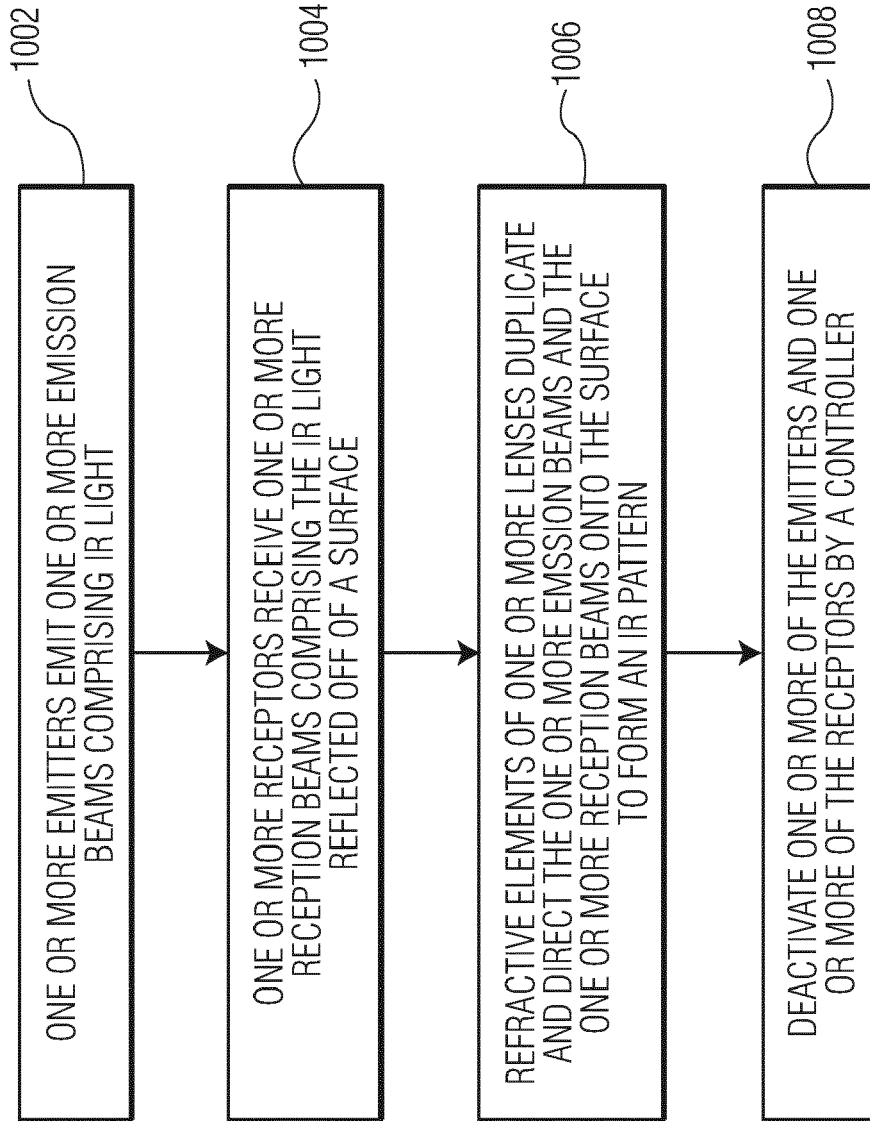 ONE OR MORE EMITTERS EMIT ONE OR MORE EMISSION
BEAMS COMPRISING IR LIGHT
1002
ONE OR MORE RECEPTORS RECEIVE ONE OR MORE
RECEPTION BEAMS COMPRISING THE IR LIGHT
REFLECTED OFF OF A SURFACE
1004
REFRACTIVE ELEMENTS OF ONE OR MORE LENSES DUPLICATE
AND DIRECT THE ONE OR MORE EMSSION BEAMS AND THE
ONE OR MORE RECEPTION BEAMS ONTO THE SURFACE
TO FORM AN IR PATTERN
1006
DEACTIVATE ONE OR MORE OF THE EMITTERS AND ONE
OR MORE OF THE RECEPTORS BY A CONTROLLER
1008